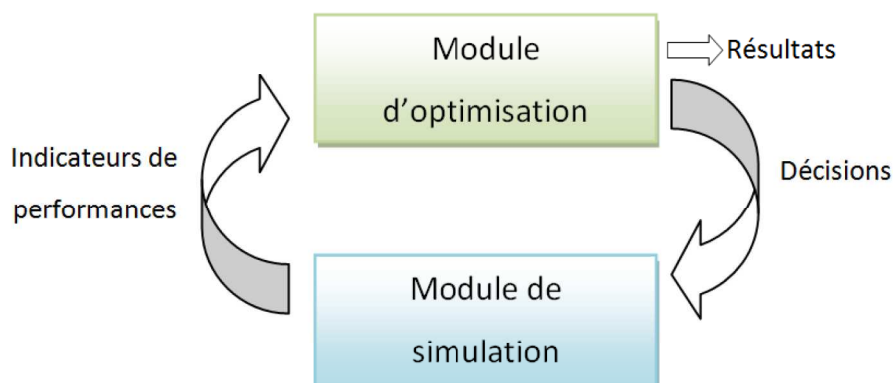 Module
d'optimisation
Résultats
Indicateurs de
performances
Décisions
Module de
simulation